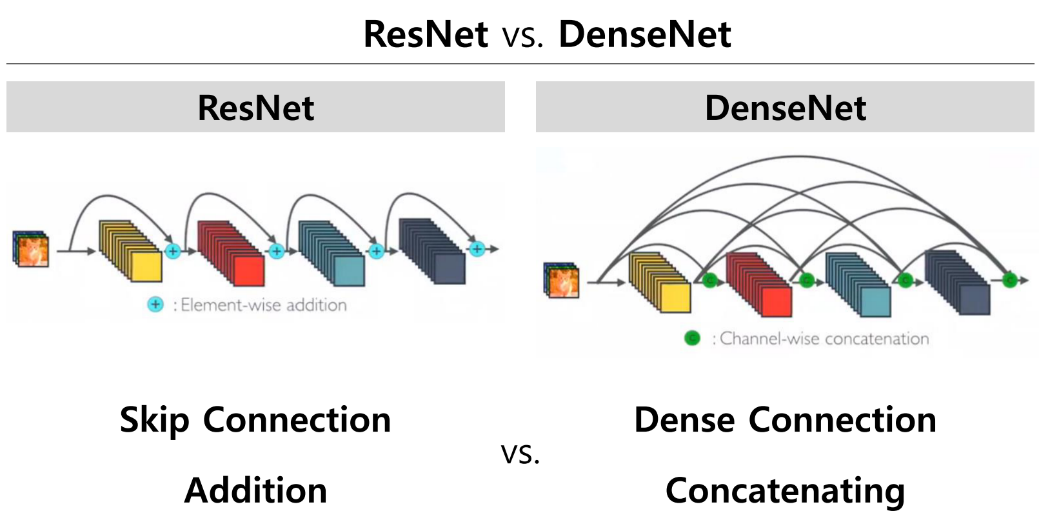 ResNet vs. DenseNet
ResNet
DenseNet
+ : Element-wise addition
C : Channel-wise concatenation
Skip Connection
Dense Connection
vs.
Addition
Concatenating